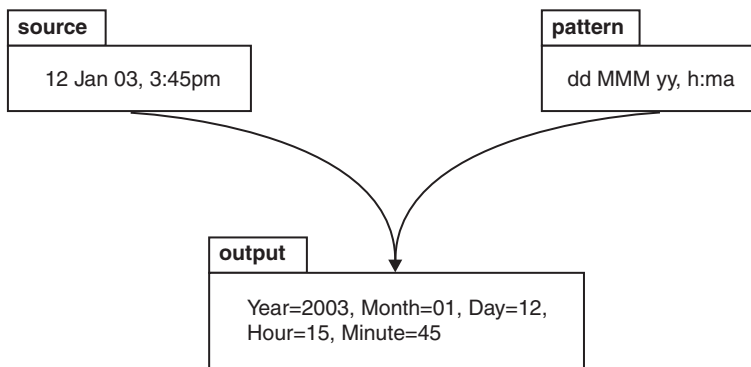 source
12 Jan 03, 3:45pm
pattern
dd MMM yy, h:ma
output
Year=2003, Month=01, Day=12,
Hour=15, Minute=45